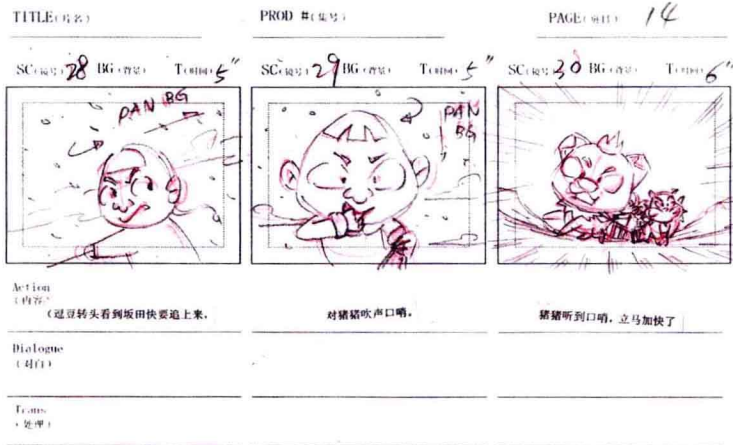 TITLE(片名) PROD #(集号) PAGE(页目) 14
SC(镜号) 28 BG(背景) T(时间) 5" SC(镜号) 29 BG(背景) T(时间) 5" SC(镜号) 30 BG(背景) T(时间) 6"
PAN BG
PAN
BG
Action
(内容)
(逗豆转头看到坂田快要追上来。 对猪猪吹声口哨。 猪猪听到口哨,立马加快了
Dialogue
(对白)
Trans
(处理)